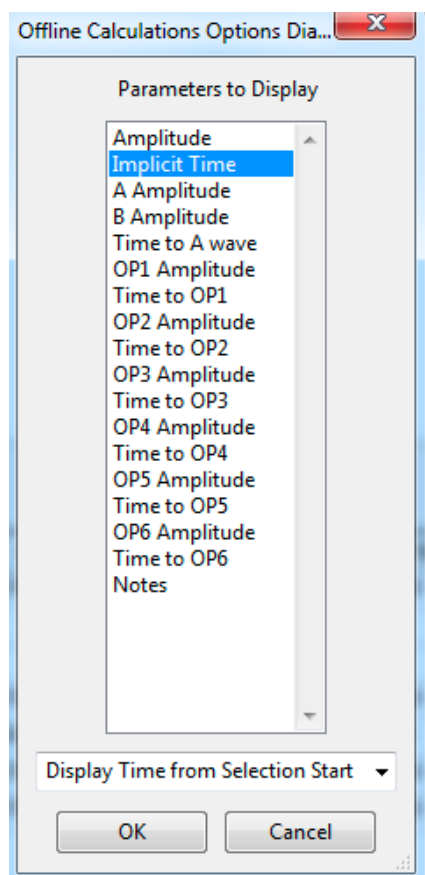 Offline Calculations Options Dia...
Parameters to Display
Amplitude
Implicit Time
A Amplitude
B Amplitude
Time to A wave
OP1 Amplitude
Time to OP1
OP2 Amplitude
Time to OP2
OP3 Amplitude
Time to OP3
OP4 Amplitude
Time to OP4
OP5 Amplitude
Time to OP5
OP6 Amplitude
Time to OP6
Notes
Display Time from Selection Start
OK Cancel